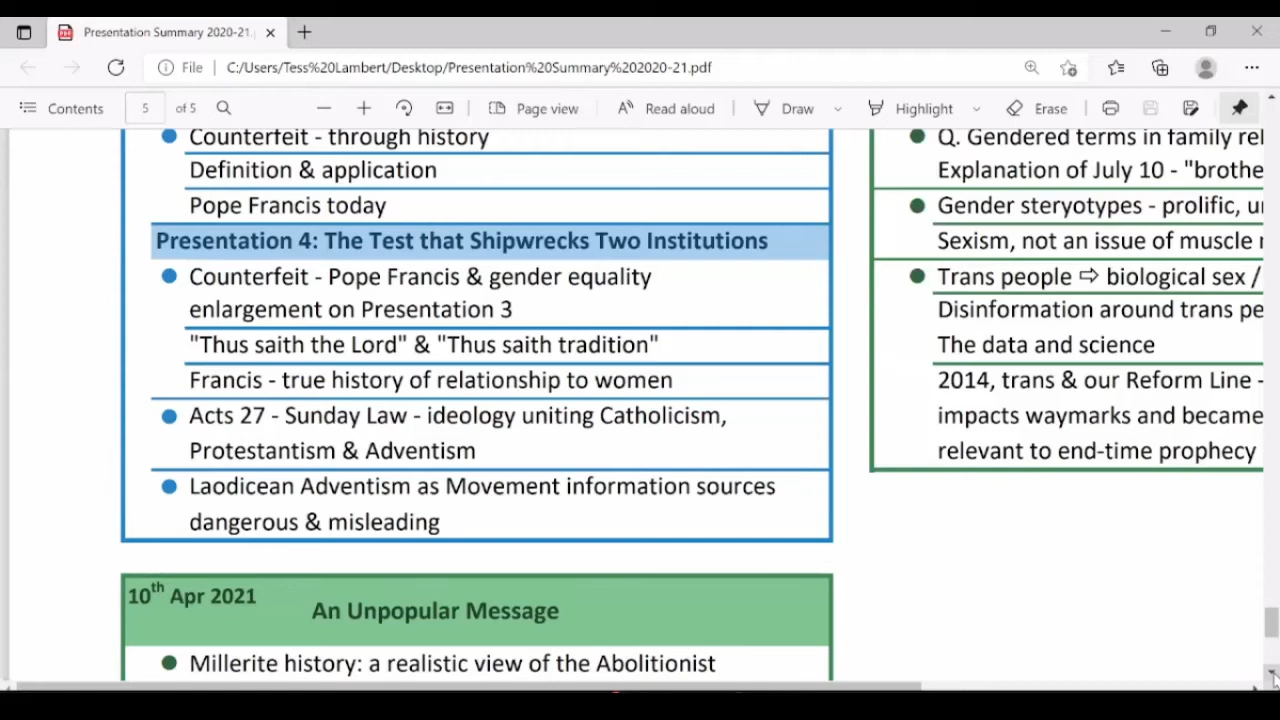 Presentation Summary 2020-21.
File
C:/Users/Tess%20Lambert/Desktop/Presentation%20Summary%202020-21.pdf
Contents
5
of 5
Page view
Read aloud
Draw
Highlight
Erase
Counterfeit - through history
Definition & application
Pope Francis today
Presentation 4: The Test that Shipwrecks Two Institutions
Counterfeit - Pope Francis & gender equality
enlargement on Presentation 3
"Thus saith the Lord" & "Thus saith tradition"
Francis - true history of relationship to women
Acts 27 - Sunday Law - ideology uniting Catholicism,
Protestantism & Adventism
Laodicean Adventism as Movement information sources
dangerous & misleading
10th Apr 2021
An Unpopular Message
Millerite history: a realistic view of the Abolitionist
Q. Gendered terms in family
Explanation of July 10 -
Gender steryotypes - prolific,
Sexism, not an issue of muscle
Trans people ⇨ biological sex /
Disinformation around trans
The data and science
2014, trans & our Reform Line -
impacts waymarks and became
relevant to end-time prophecy